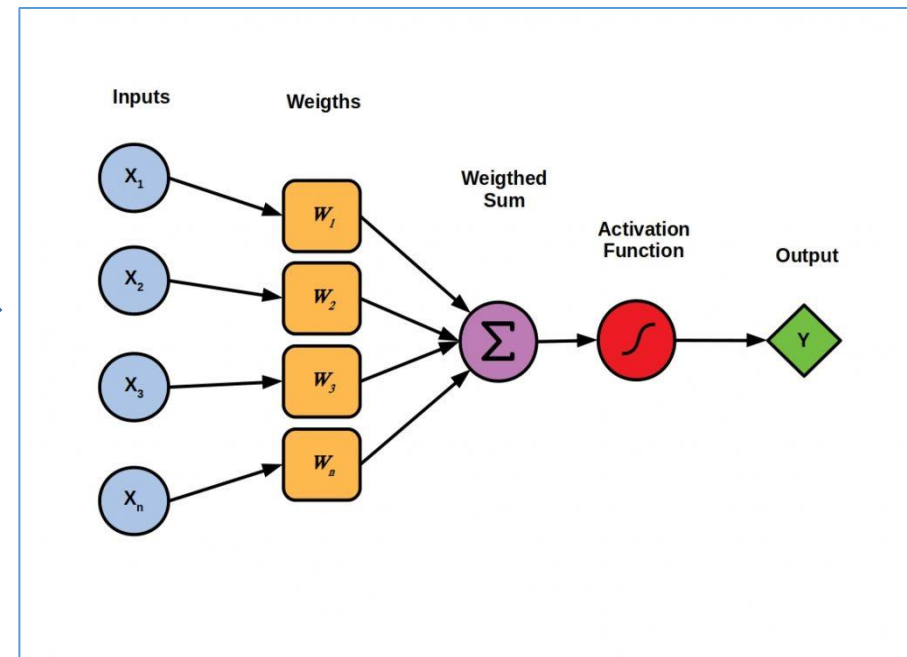 Inputs
Weigths
Weigthed
Sum
Activation
Function
Output
X₁
X₂
X₃
Xₙ
W₁
W₂
W₃
Wₙ
Σ
Y